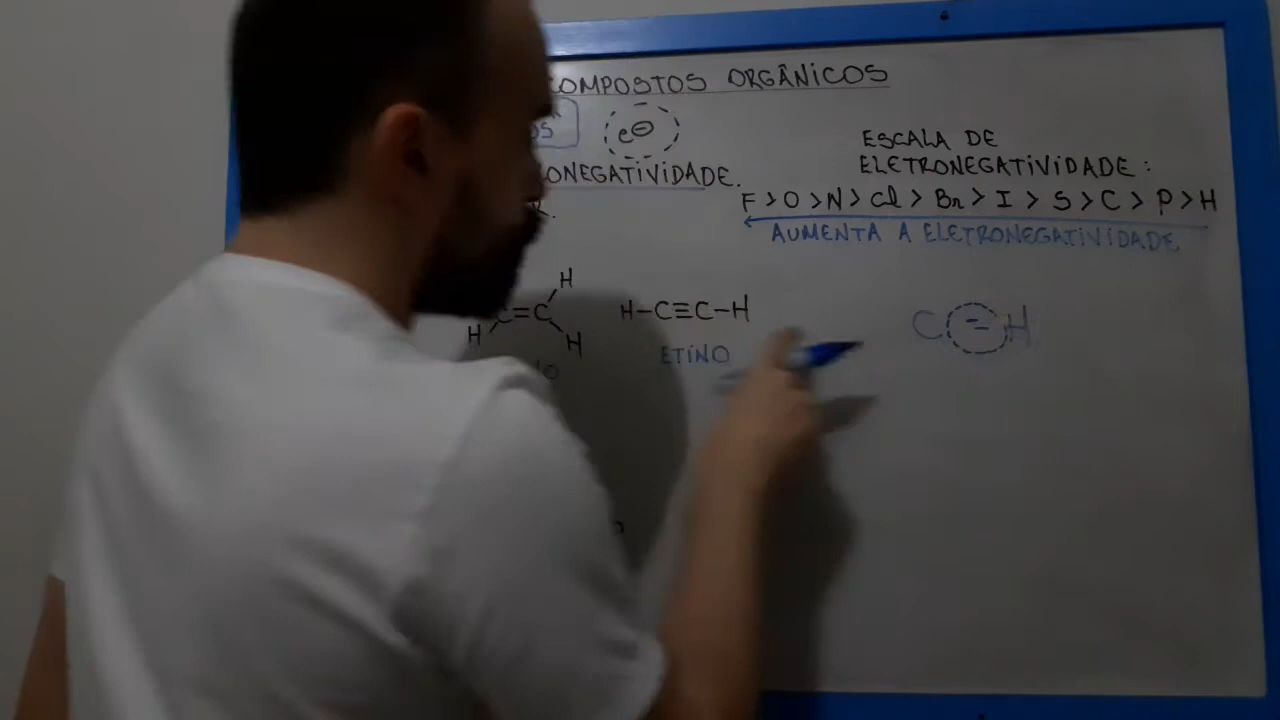 COMPOSTOS ORGÂNICOS
e⊖
ESCALA DE
ELETRONEGATIVIDADE:
ONEGATIVIDADE.
F > O > N > Cl > Br > I > S > C > P > H
AUMENTA A ELETRONEGATIVIDADE
H
C=C
H
H
H-C≡C-H
ETINO
C -- H